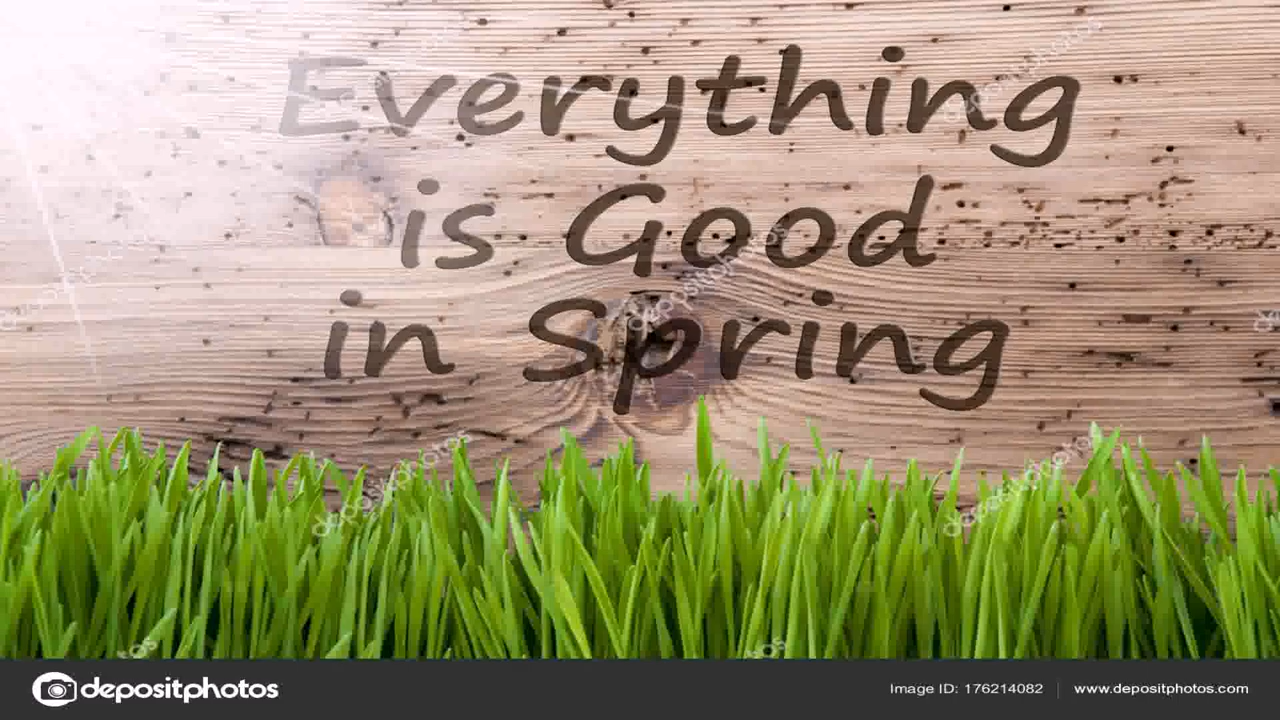 Everything
is Good
in Spring
depositphotos
Image ID: 176214082
www.depositphotos.com